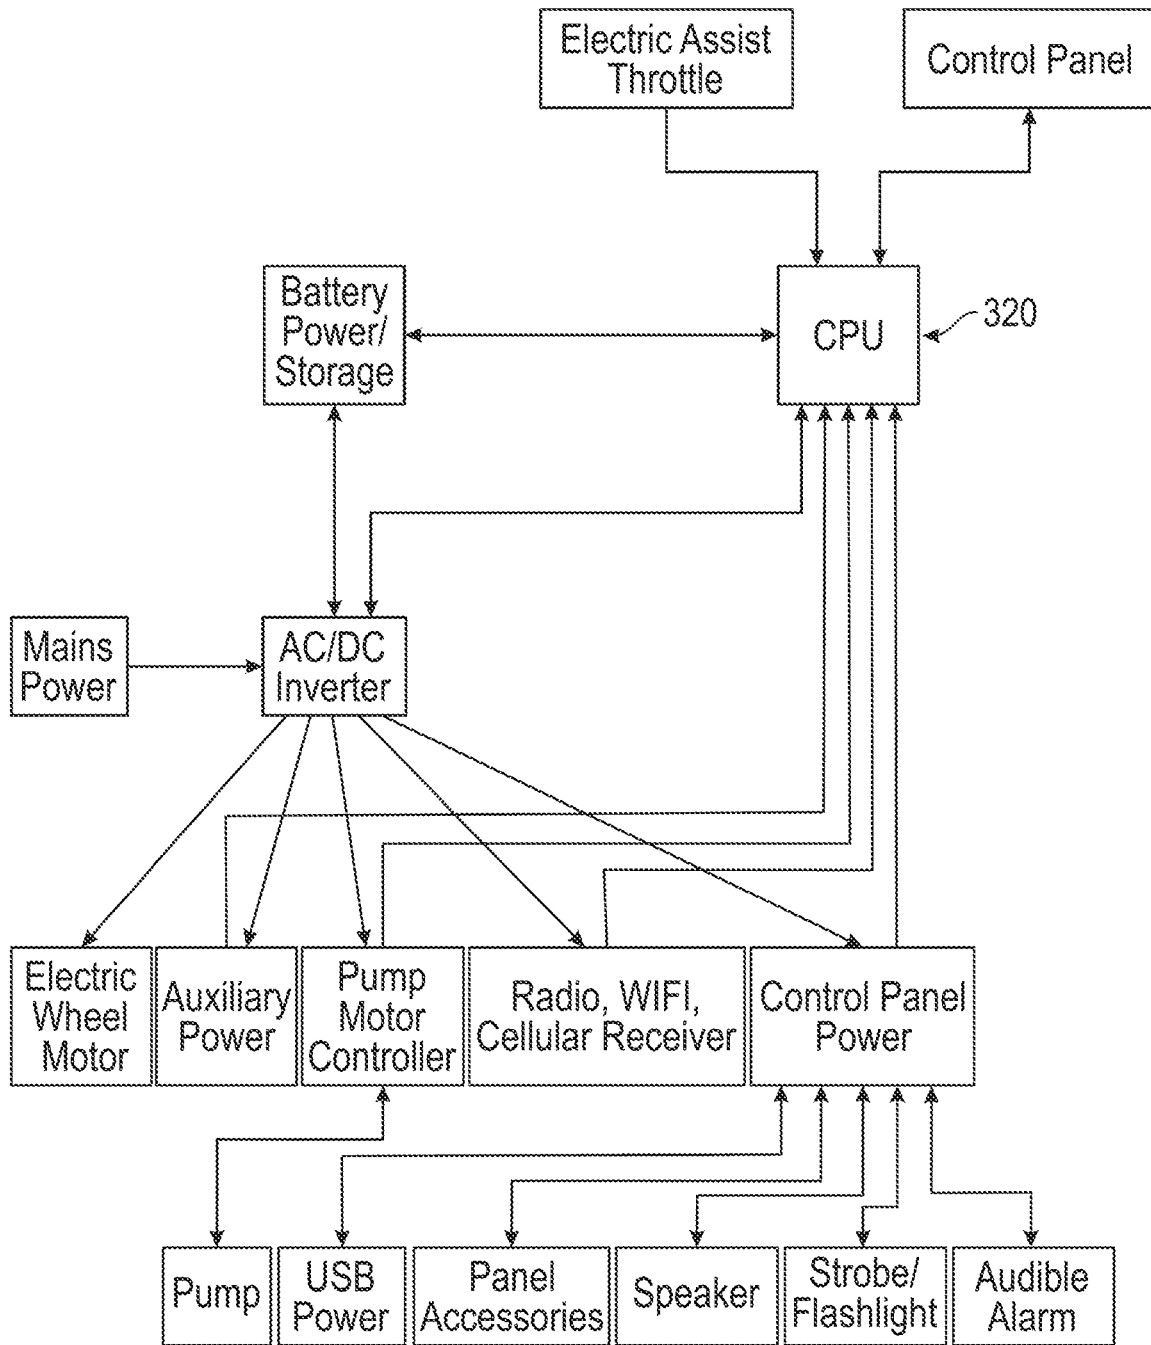 Electric Assist
Throttle
Control Panel
Battery
Power/
Storage
CPU
320
Mains
Power
AC/DC
Inverter
Electric
Wheel
Motor
Auxiliary
Power
Pump
Motor
Controller
Radio, WIFI,
Cellular Receiver
Control Panel
Power
Pump
USB
Power
Panel
Accessories
Speaker
Strobe/
Flashlight
Audible
Alarm